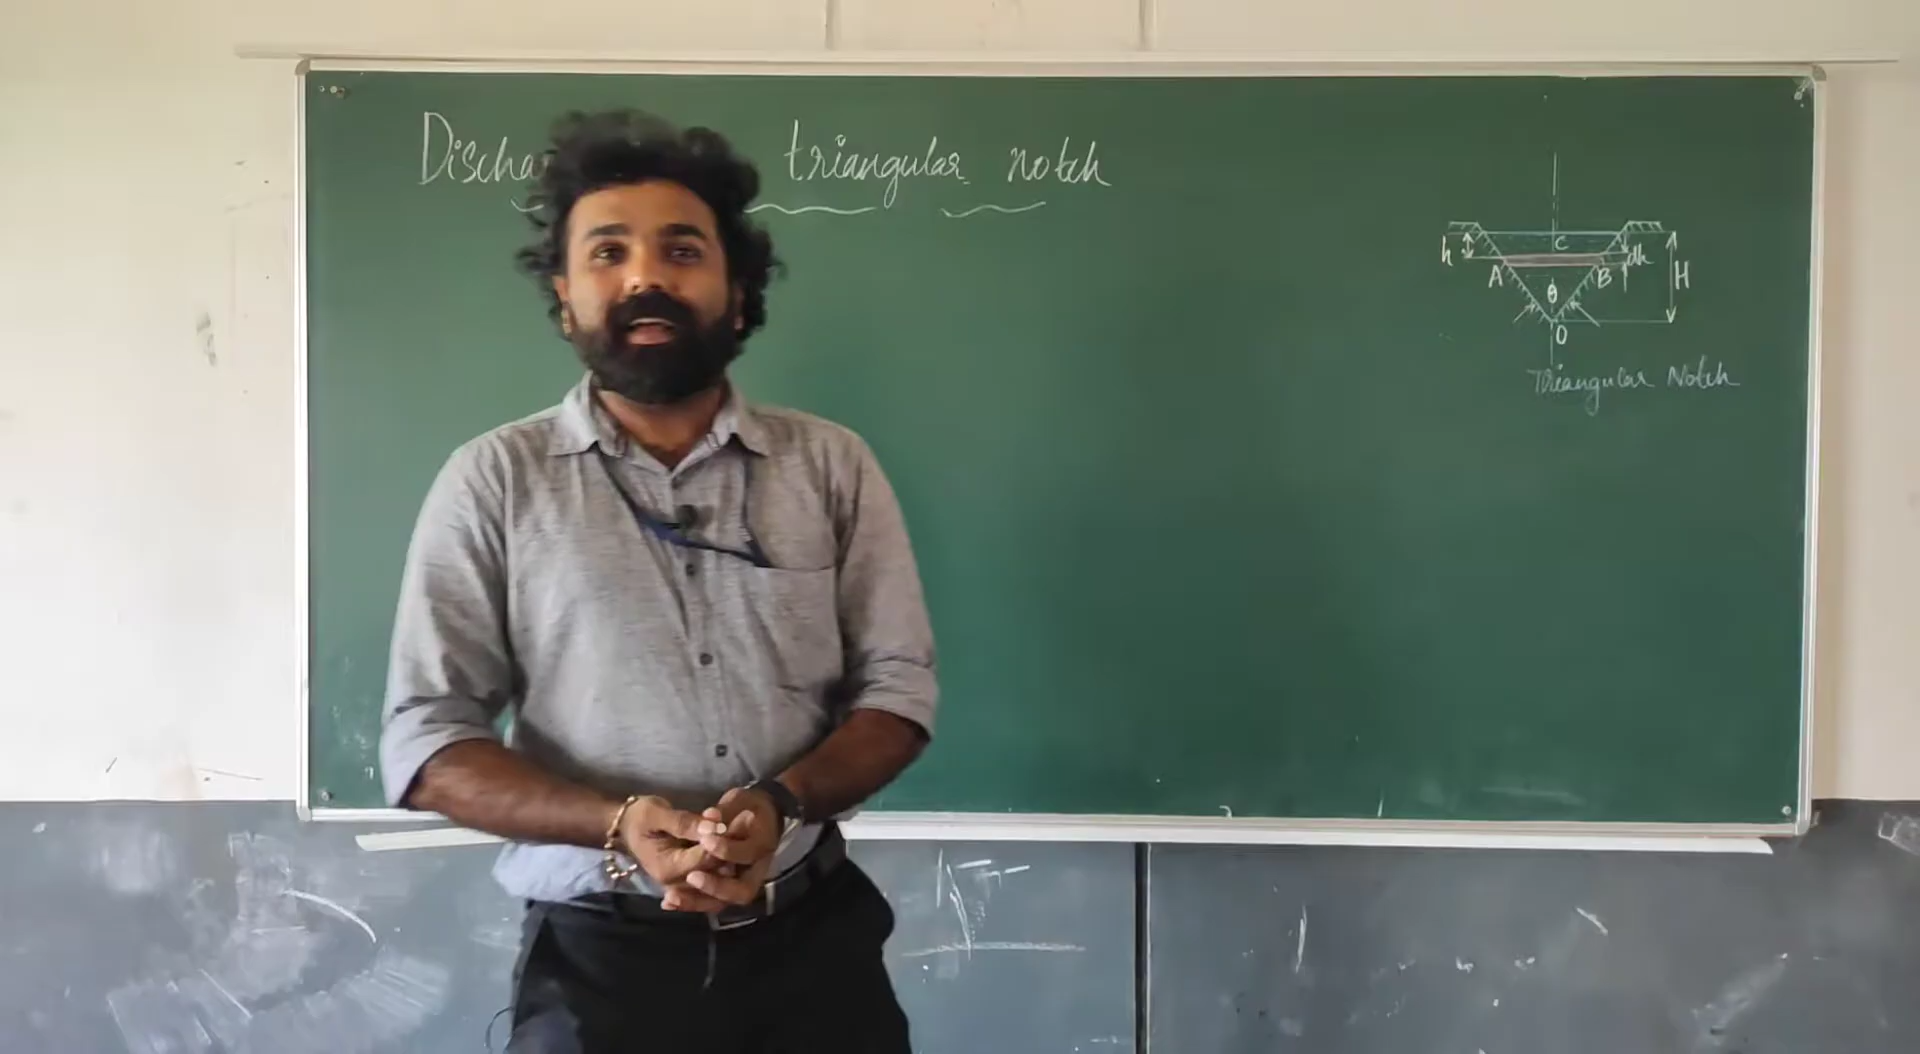 Discha triangular notch
C
h dh
A B H
θ
O
Triangular Notch